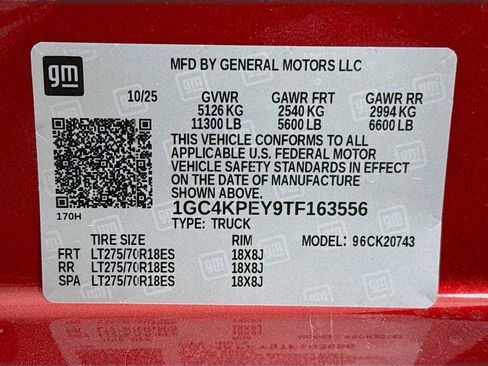 gm
MFD BY GENERAL MOTORS LLC
10/25 GVWR GAWR FRT GAWR RR
5126 KG 2540 KG 2994 KG
11300 LB 5600 LB 6600 LB
THIS VEHICLE CONFORMS TO ALL
APPLICABLE U.S. FEDERAL MOTOR
VEHICLE SAFETY STANDARDS IN EFFECT
ON THE DATE OF MANUFACTURE
SHOWN ABOVE.
170H
1GC4KPEY9TF163556
TYPE: TRUCK
TIRE SIZE RIM MODEL: 96CK20743
FRT LT275/70R18ES 18X8J
RR LT275/70R18ES 18X8J
SPA LT275/70R18ES 18X8J